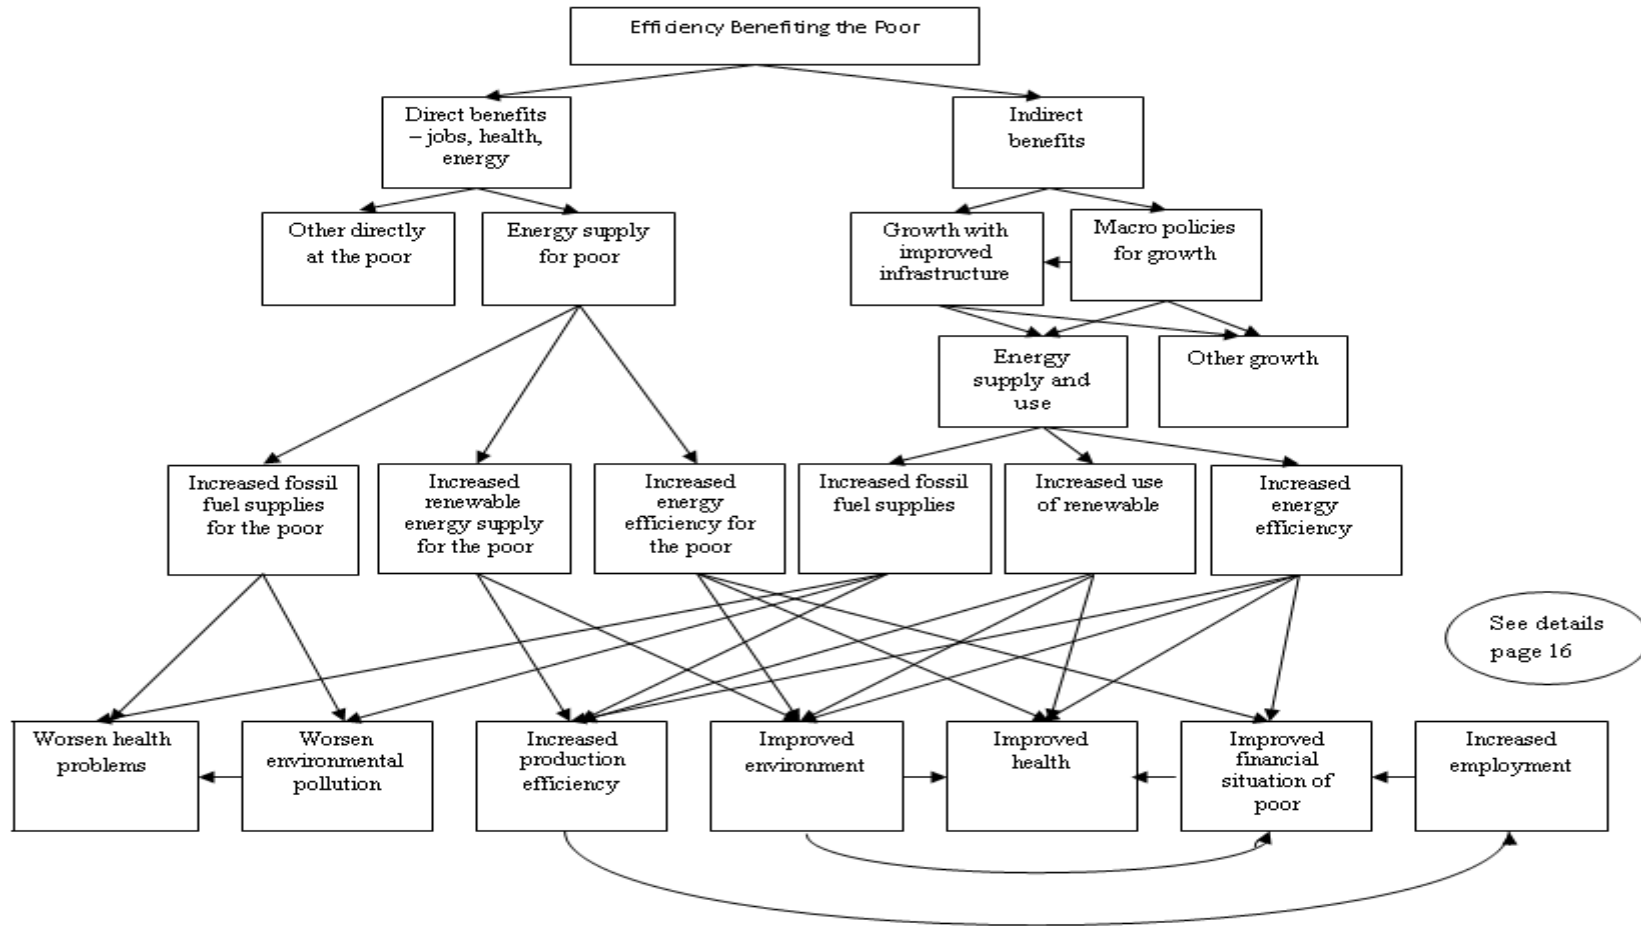 Efficiency Benefiting the Poor
Direct benefits
– jobs, health,
energy
Indirect
benefits
Other directly
at the poor
Energy supply
for poor
Growth with
improved
infrastructure
Macro policies
for growth
Energy
supply and
use
Other growth
Increased fossil
fuel supplies
for the poor
Increased
renewable
energy supply
for the poor
Increased
energy
efficiency for
the poor
Increased fossil
fuel supplies
Increased use
of renewable
Increased
energy
efficiency
See details
page 16
Worsen health
problems
Worsen
environmental
pollution
Increased
production
efficiency
Improved
environment
Improved
health
Improved
financial
situation of
poor
Increased
employment